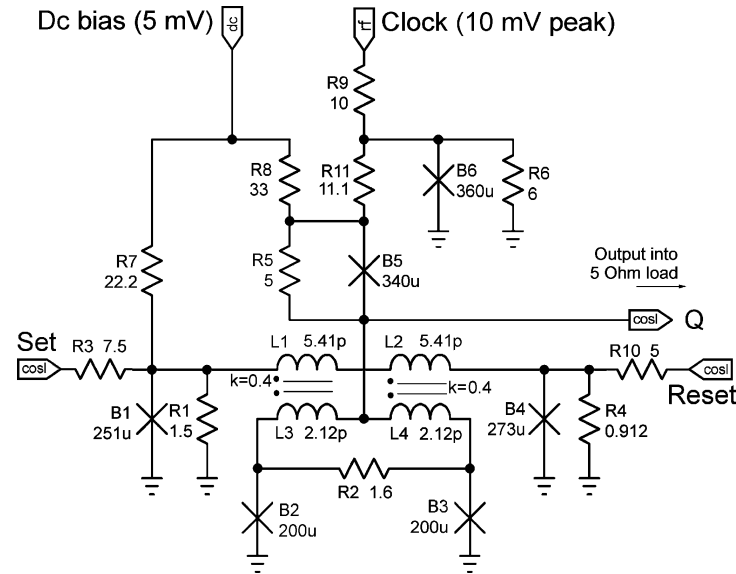 Dc bias (5 mV)
dc
rf
Clock (10 mV peak)
R9
10
R8
33
R11
11.1
B6
360u
R6
6
R7
22.2
R5
5
B5
340u
Output into
5 Ohm load
cosl
Q
Set
cosl
R3 7.5
L1 5.41p
L2 5.41p
R10 5
cosl
Reset
k=0.4
k=0.4
B1
251u
R1
1.5
L3 2.12p
L4 2.12p
B4
273u
R4
0.912
R2 1.6
B2
200u
B3
200u